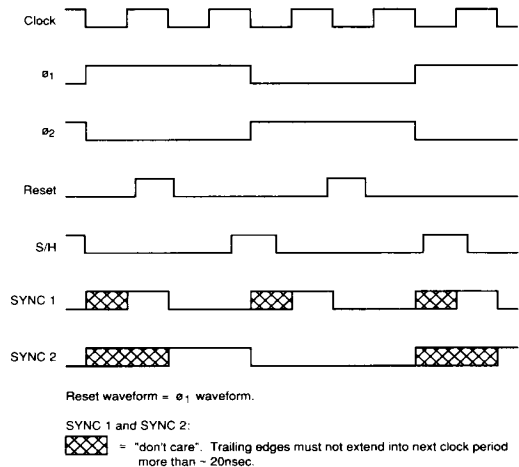 Clock
ø1
ø2
Reset
S/H
SYNC 1
SYNC 2
Reset waveform = ø1 waveform.
SYNC 1 and SYNC 2:
= "don't care". Trailing edges must not extend into next clock period
more than ~ 20nsec.